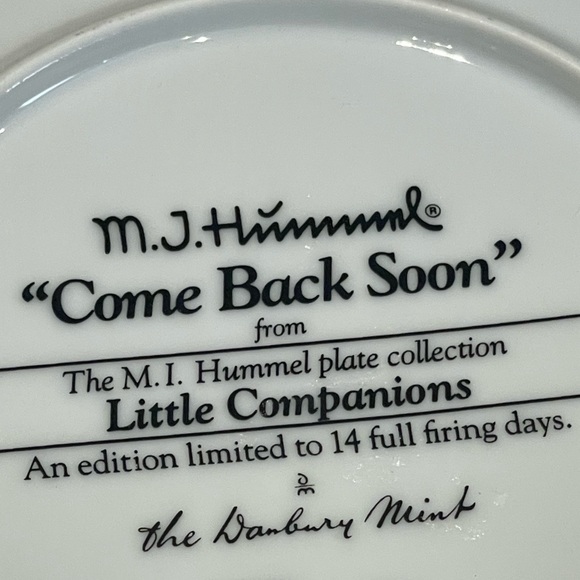 M.J.Hummel®
“Come Back Soon”
from
The M.I. Hummel plate collection
Little Companions
An edition limited to 14 full firing days.
DM
the Danbury Mint